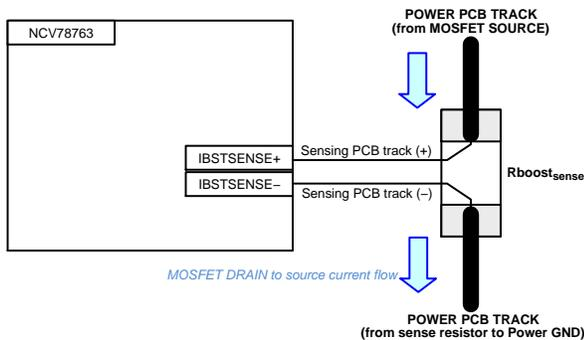 POWER PCB TRACK
(from MOSFET SOURCE)
NCV78763
IBSTSENSE+
Sensing PCB track (+)
Rboostsense
IBSTSENSE−
Sensing PCB track (−)
MOSFET DRAIN to source current flow
POWER PCB TRACK
(from sense resistor to Power GND)